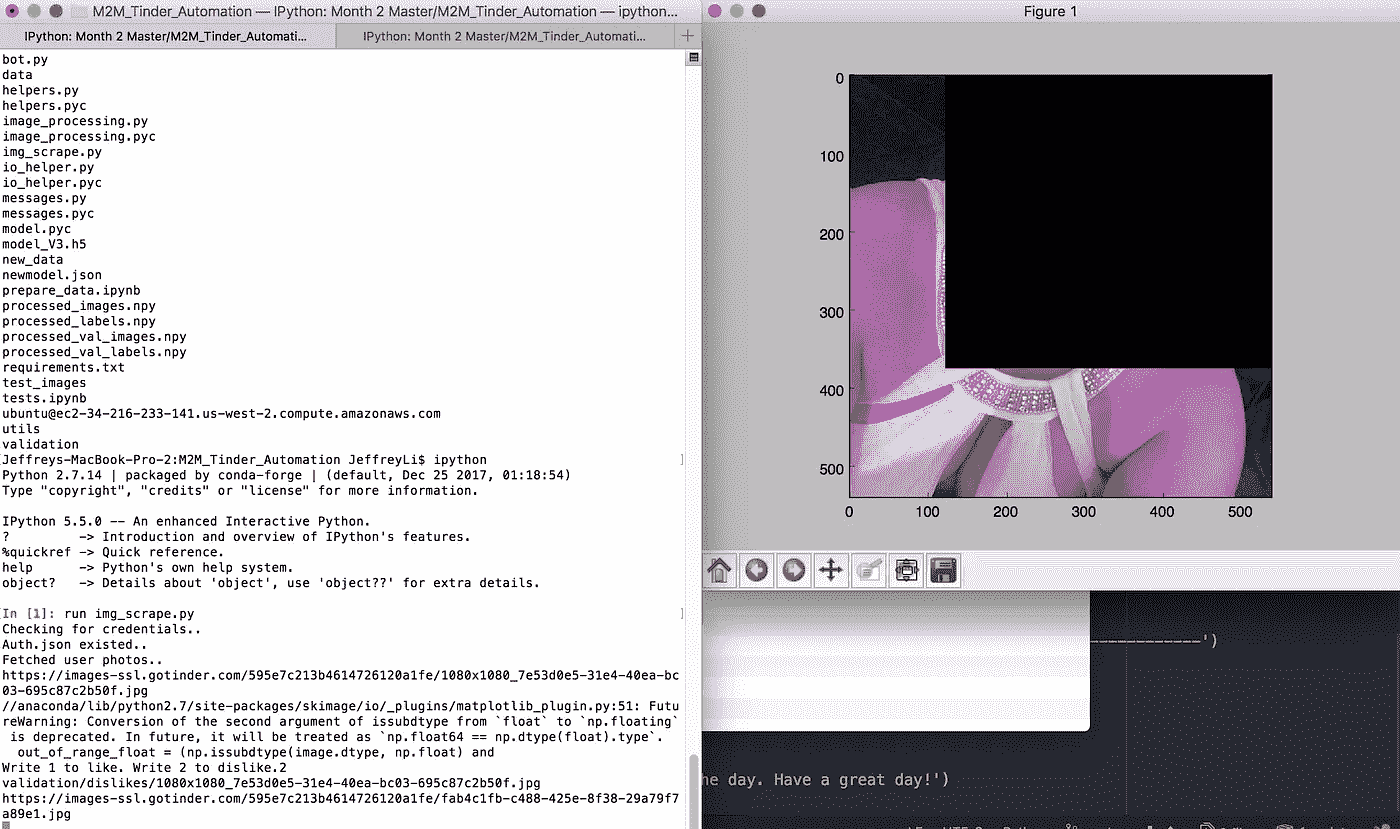 M2M_Tinder_Automation — IPython: Month 2 Master/M2M_Tinder_Automation — ipython...
IPython: Month 2 Master/M2M_Tinder_Automati...
IPython: Month 2 Master/M2M_Tinder_Automati...
bot.py
data
helpers.py
helpers.pyc
image_processing.py
image_processing.pyc
img_scrape.py
io_helper.py
io_helper.pyc
messages.py
messages.pyc
model.pyc
model_V3.h5
new_data
newmodel.json
prepare_data.ipynb
processed_images.npy
processed_labels.npy
processed_val_images.npy
processed_val_labels.npy
requirements.txt
test_images
tests.ipynb
ubuntu@ec2-34-216-233-141.us-west-2.compute.amazonaws.com
utils
validation
[Jeffreys-MacBook-Pro-2:M2M_Tinder_Automation JeffreyLi$ ipython ]
Python 2.7.14 | packaged by conda-forge | (default, Dec 25 2017, 01:18:54)
Type "copyright", "credits" or "license" for more information.
IPython 5.5.0 -- An enhanced Interactive Python.
? -> Introduction and overview of IPython's features.
%quickref -> Quick reference.
help -> Python's own help system.
object? -> Details about 'object', use 'object??' for extra details.
[In [1]: run img_scrape.py ]
Checking for credentials..
Auth.json existed..
Fetched user photos..
https://images-ssl.gotinder.com/595e7c213b4614726120a1fe/1080x1080_7e53d0e5-31e4-40ea-bc
03-695c87c2b50f.jpg
//anaconda/lib/python2.7/site-packages/skimage/io/_plugins/matplotlib_plugin.py:51: Futu
reWarning: Conversion of the second argument of issubdtype from `float` to `np.floating`
is deprecated. In future, it will be treated as `np.float64 == np.dtype(float).type`.
out_of_range_float = (np.issubdtype(image.dtype, np.float) and
Write 1 to like. Write 2 to dislike.2
validation/dislikes/1080x1080_7e53d0e5-31e4-40ea-bc03-695c87c2b50f.jpg
https://images-ssl.gotinder.com/595e7c213b4614726120a1fe/fab4c1fb-c488-425e-8f38-29a79f7
a89e1.jpg
Figure 1
0
100
200
300
400
500
0 100 200 300 400 500
')
he day. Have a great day!')